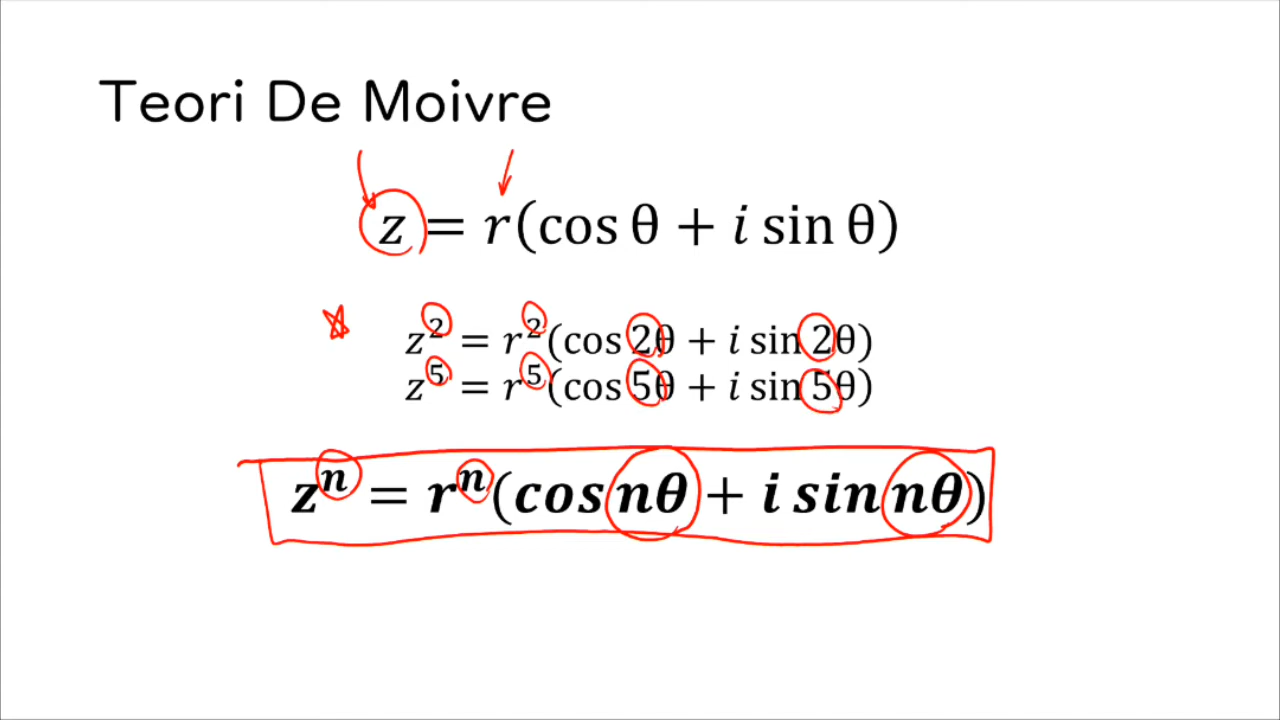 Teori De Moivre
z = r(cos θ + i sin θ)
z² = r²(cos 2θ + i sin 2θ)
z⁵ = r⁵(cos 5θ + i sin 5θ)
zⁿ = rⁿ(cos nθ + i sin nθ)